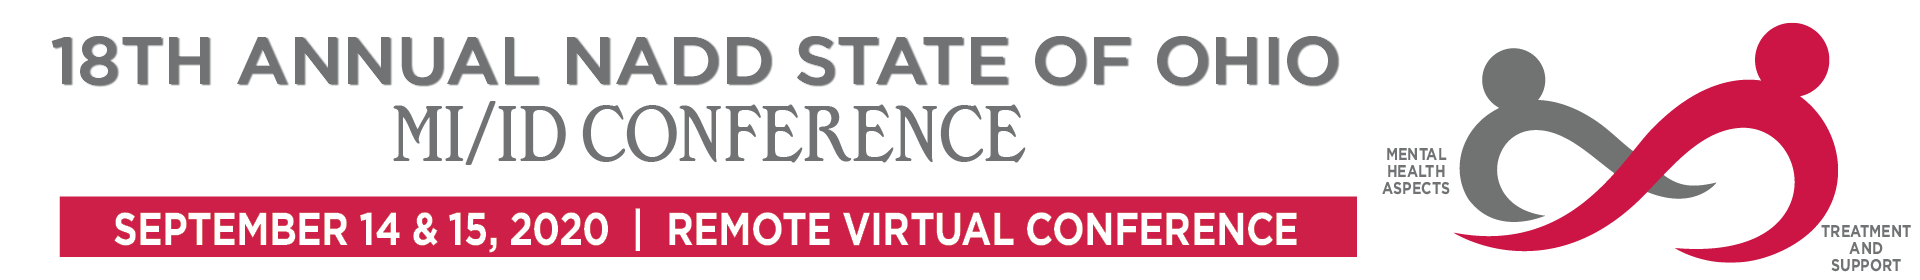 18TH ANNUAL NADD STATE OF OHIO
MI/ID CONFERENCE
SEPTEMBER 14 & 15, 2020 | REMOTE VIRTUAL CONFERENCE
MENTAL
HEALTH
ASPECTS
TREATMENT
AND
SUPPORT